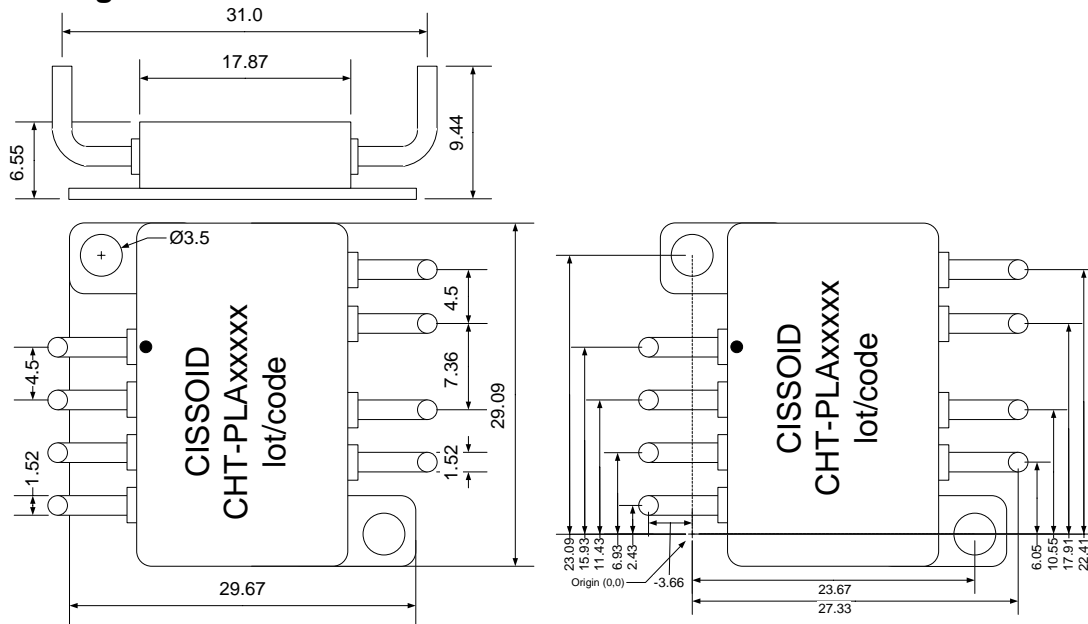 31.0
17.87
6.55
9.44
Ø3.5
4.5
7.36
29.09
4.5
1.52
1.52
29.67
CISSOID
CHT-PLAxxxxx
lot/code
CISSOID
CHT-PLAxxxxx
lot/code
23.09
15.93
11.43
6.93
2.43
6.05
10.55
17.91
22.41
Origin (0,0)
-3.66
23.67
27.33